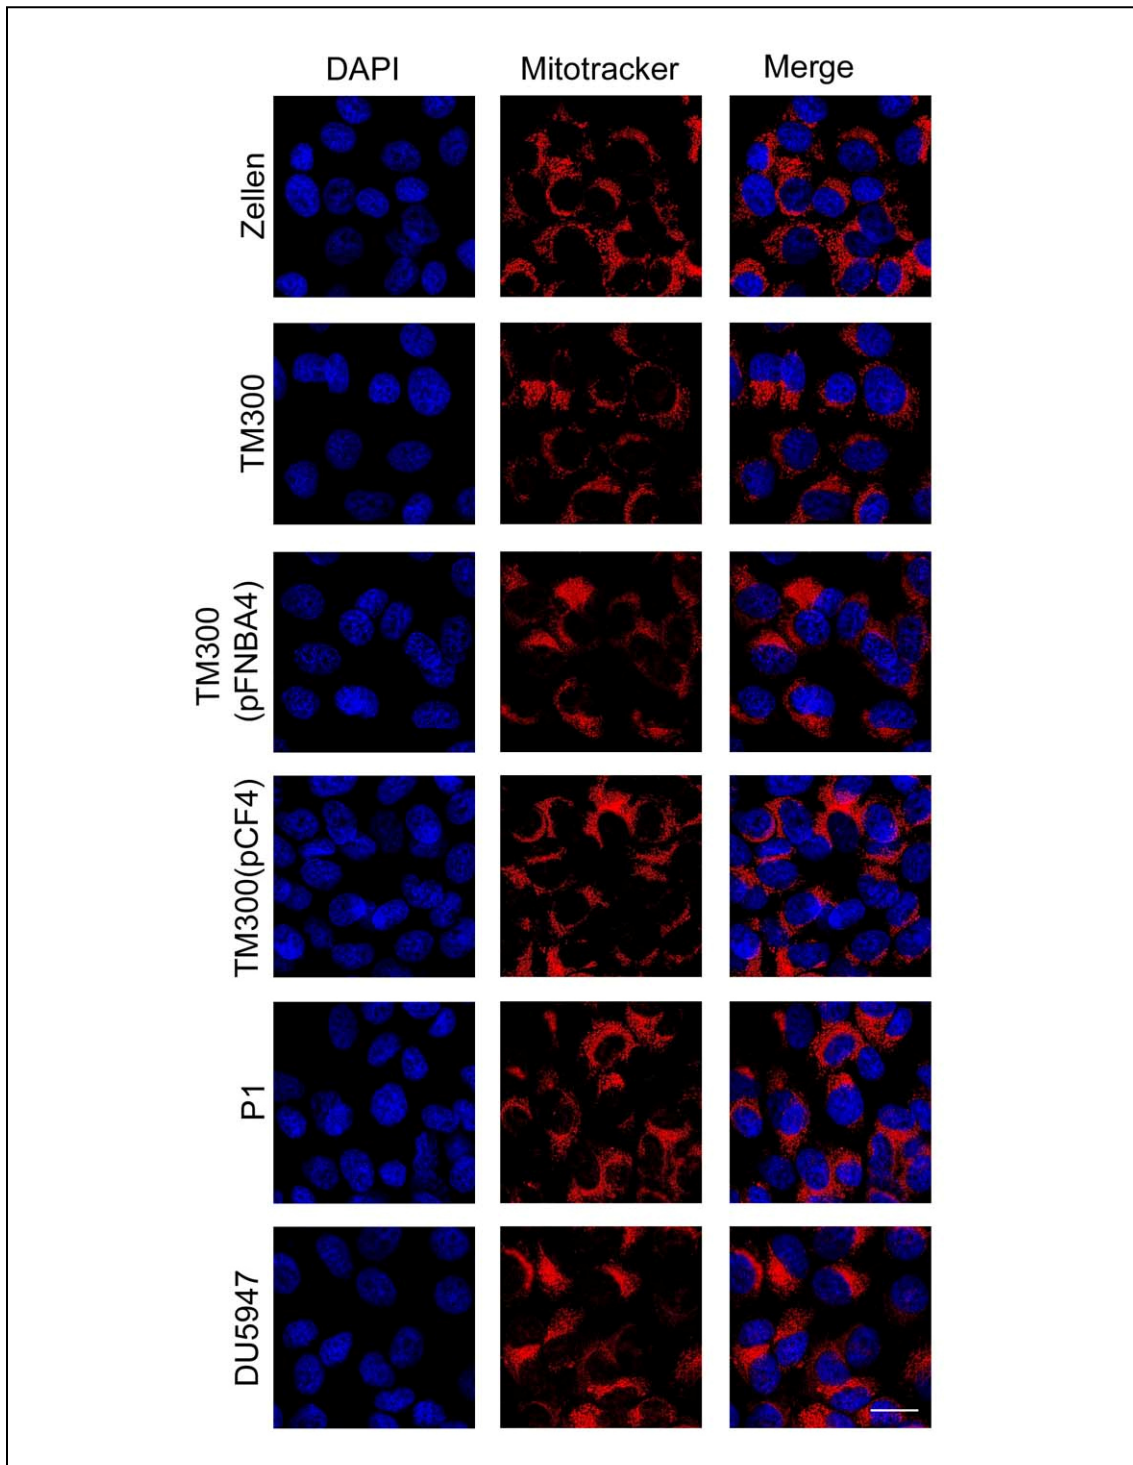 DAPI
Mitotracker
Merge
Zellen
TM300
TM300
(pFNBA4)
TM300(pCF4)
P1
DU5947